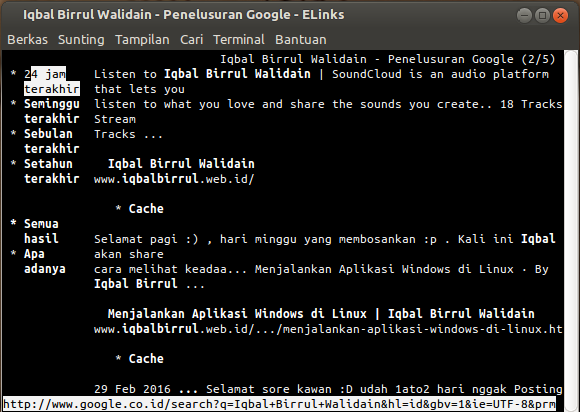 Iqbal Birrul Walidain - Penelusuran Google - ELinks
Berkas Sunting Tampilan Cari Terminal Bantuan
Iqbal Birrul Walidain - Penelusuran Google (2/5)
* 24 jam Listen to Iqbal Birrul Walidain | SoundCloud is an audio platform
terakhir that lets you
* Seminggu listen to what you love and share the sounds you create.. 18 Tracks
terakhir Stream
* Sebulan Tracks ...
terakhir
* Setahun Iqbal Birrul Walidain
terakhir www.iqbalbirrul.web.id/
* Cache
* Semua
hasil Selamat pagi :) , hari minggu yang membosankan :p . Kali ini Iqbal
* Apa akan share
adanya cara melihat keadaa... Menjalankan Aplikasi Windows di Linux · By
Iqbal Birrul ...
Menjalankan Aplikasi Windows di Linux | Iqbal Birrul Walidain
www.iqbalbirrul.web.id/.../menjalankan-aplikasi-windows-di-linux.ht
* Cache
29 Feb 2016 ... Selamat sore kawan :D udah 1ato2 hari nggak Posting
http://www.google.co.id/search?q=Iqbal+Birrul+Walidain&hl=id&gbv=1&ie=UTF-8&prm